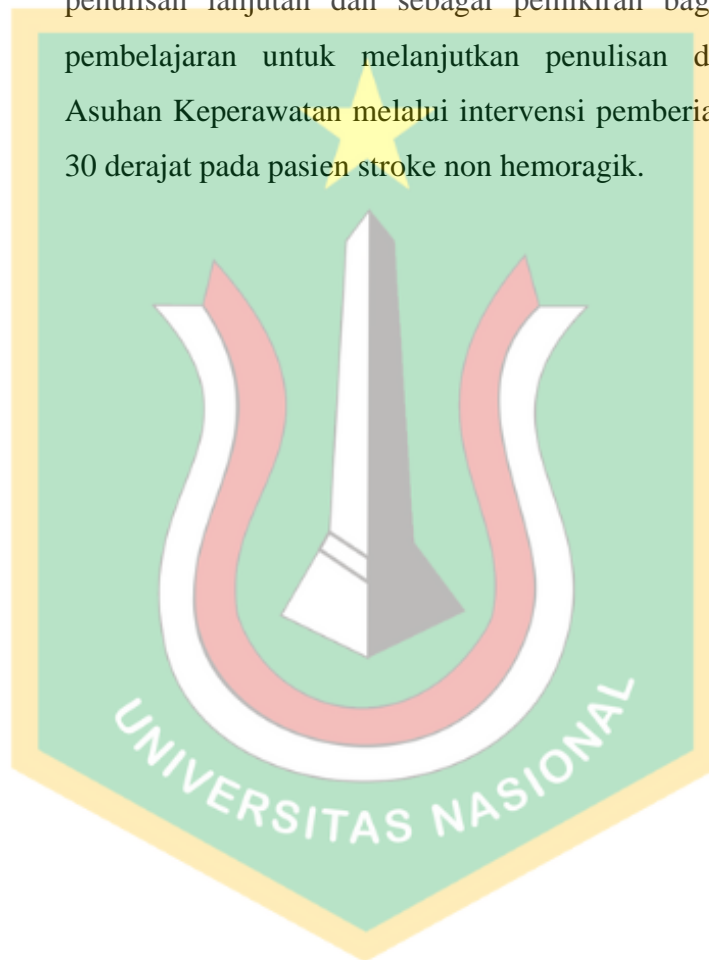 penulisan lanjutan dan sebagai pemikiran
pembelajaran untuk melanjutkan penulisan
Asuhan Keperawatan melalui intervensi
30 derajat pada pasien stroke non hemoragik.
UNIVERSITAS NASIONAL